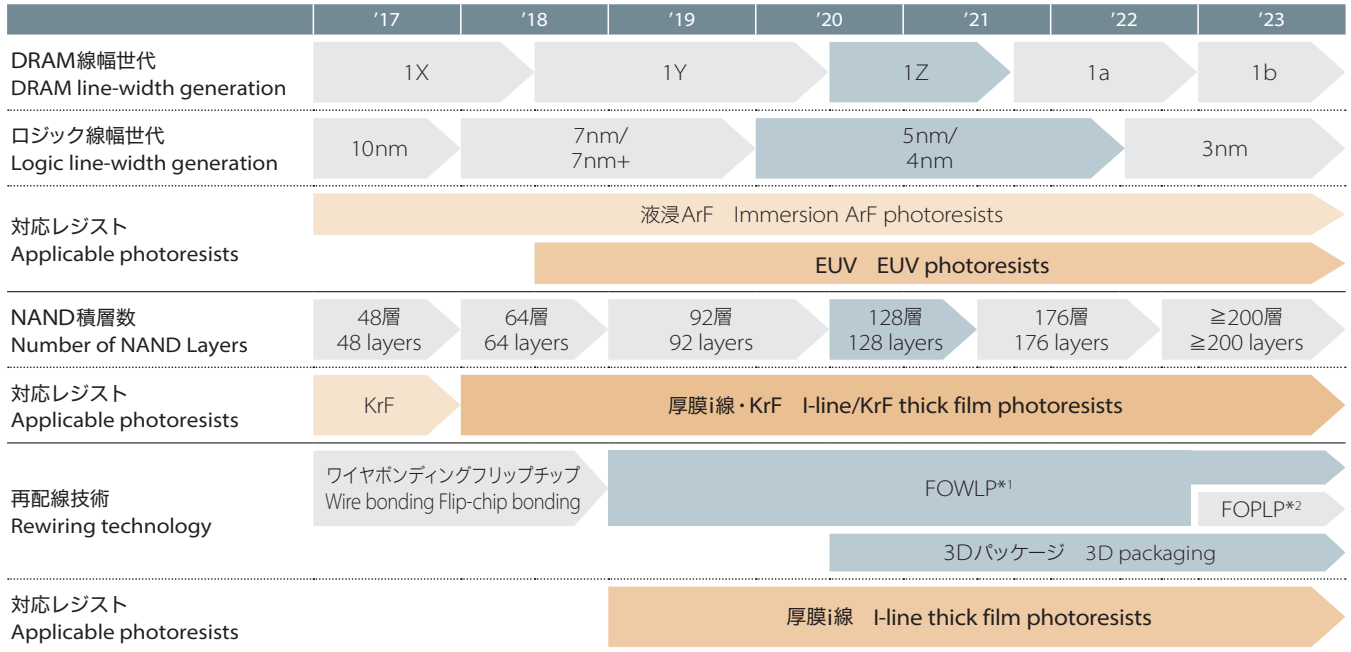 ’17 ’18 ’19 ’20 ’21 ’22 ’23
DRAM線幅世代
DRAM line-width generation
1X 1Y 1Z 1a 1b
ロジック線幅世代
Logic line-width generation
10nm
7nm/
7nm+
5nm/
4nm
3nm
対応レジスト
Applicable photoresists
液浸ArF Immersion ArF photoresists
EUV EUV photoresists
NAND積層数
Number of NAND Layers
48層
48 layers
64層
64 layers
92層
92 layers
128層
128 layers
176層
176 layers
≧200層
≧200 layers
対応レジスト
Applicable photoresists
KrF
厚膜i線・KrF I-line/KrF thick film photoresists
再配線技術
Rewiring technology
ワイヤボンディングフリップチップ
Wire bonding Flip-chip bonding
FOWLP*1
FOPLP*2
3Dパッケージ 3D packaging
対応レジスト
Applicable photoresists
厚膜i線 I-line thick film photoresists